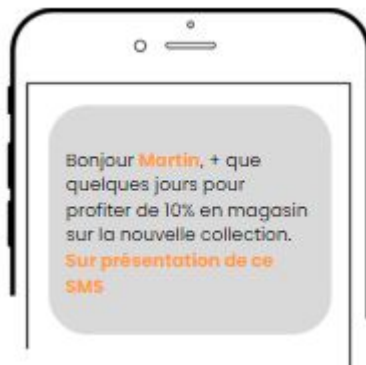 Bonjour Martin, + que
quelques jours pour
profiter de 10% en magasin
sur la nouvelle collection.
Sur présentation de ce
SMS